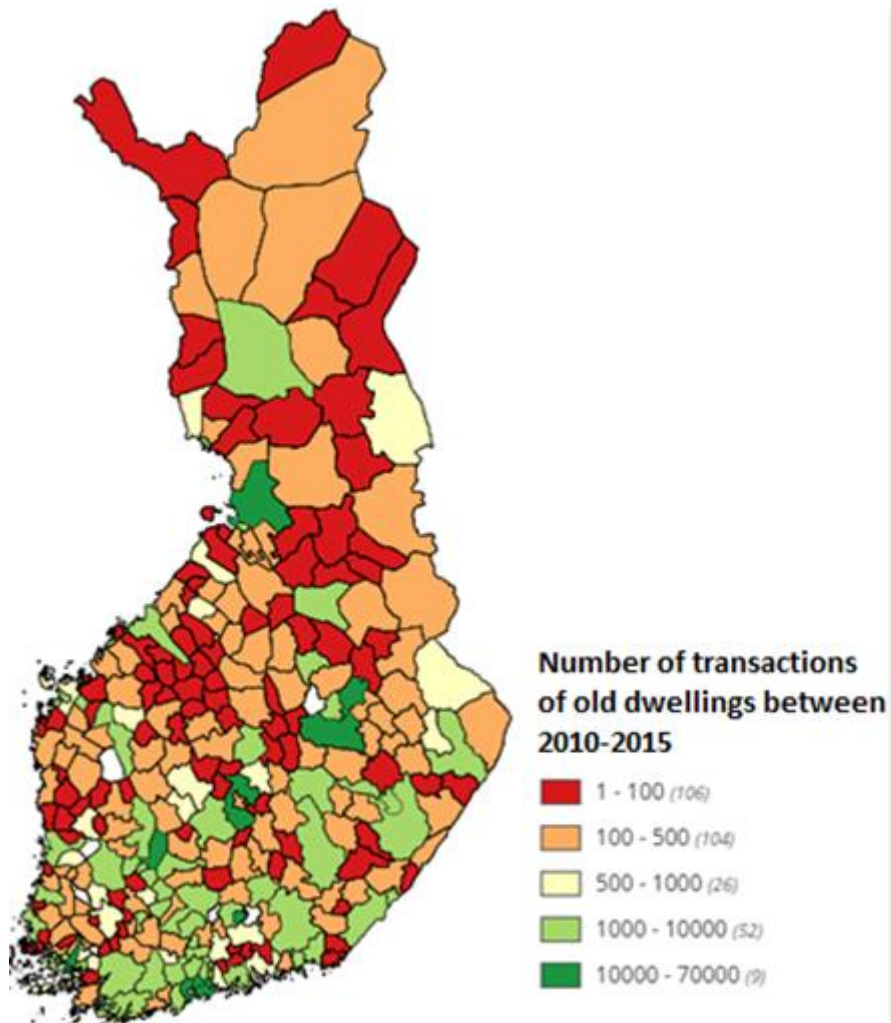 Number of transactions
of old dwellings between
2010-2015
1 - 100 (106)
100 - 500 (104)
500 - 1000 (26)
1000 - 10000 (52)
10000 - 70000 (9)